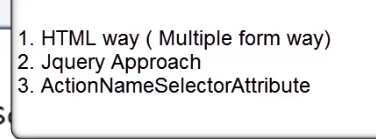 1. HTML way ( Multiple form way)
2. Jquery Approach
3. ActionNameSelectorAttribute